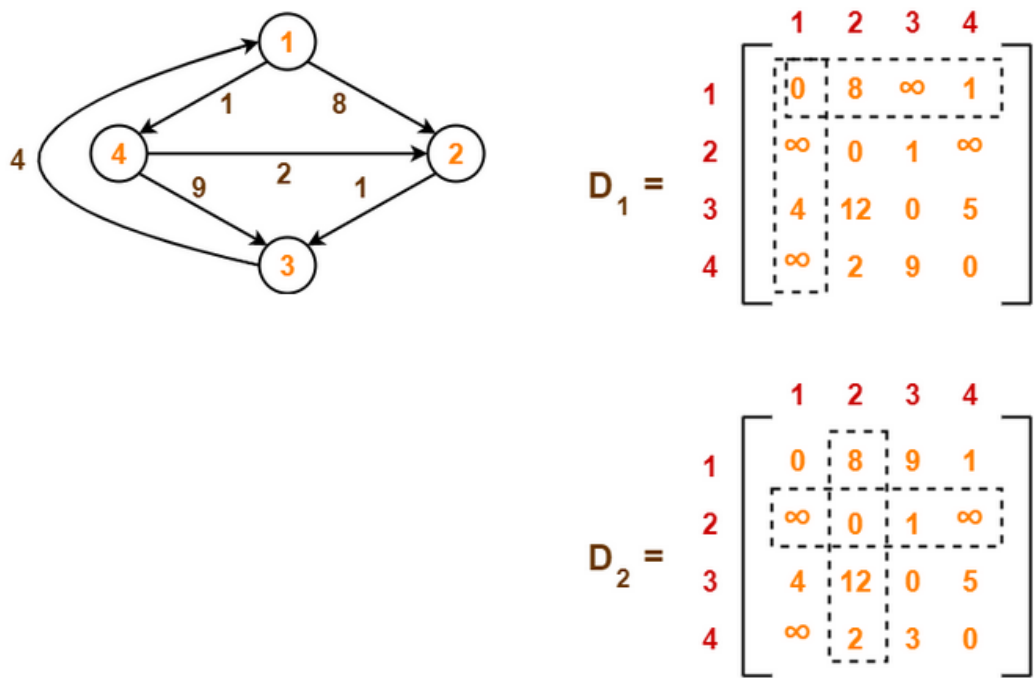 1
1 8
4 4 2
2
9 1
3
1 2 3 4
1 0 8 ∞ 1
2 ∞ 0 1 ∞
D1 =
3 4 12 0 5
4 ∞ 2 9 0
1 2 3 4
1 0 8 9 1
2 ∞ 0 1 ∞
D2 =
3 4 12 0 5
4 ∞ 2 3 0